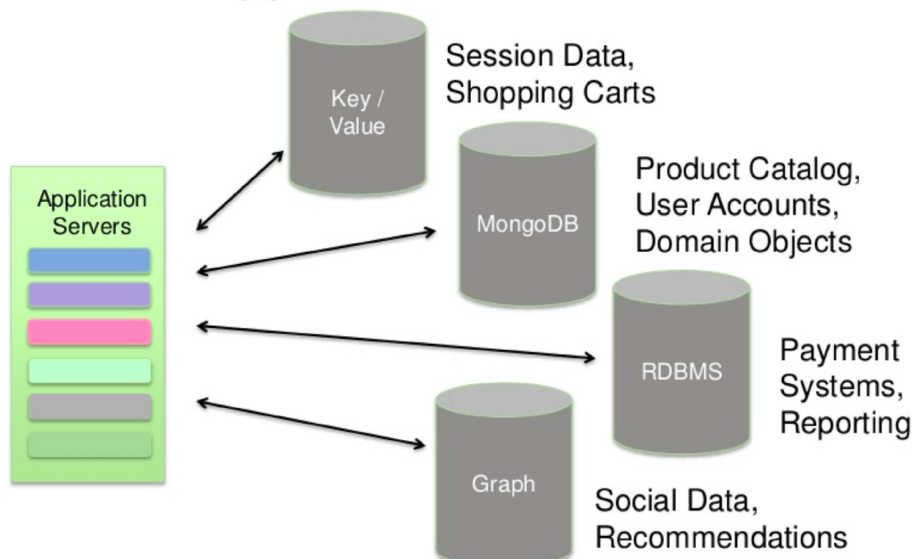 Key /
Value
Session Data,
Shopping Carts
Application
Servers
MongoDB
Product Catalog,
User Accounts,
Domain Objects
RDBMS
Payment
Systems,
Reporting
Graph
Social Data,
Recommendations